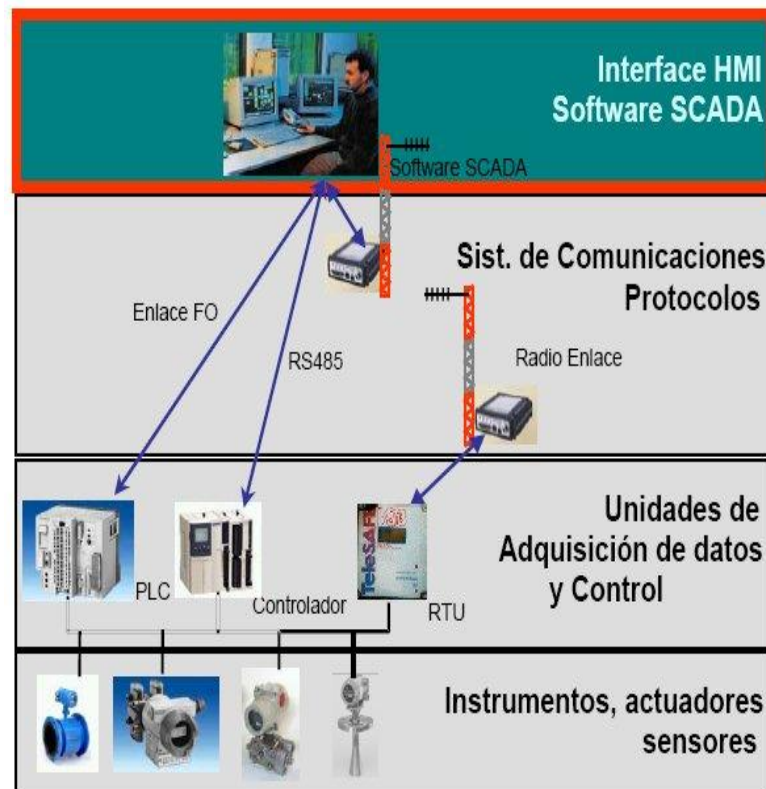 Interface HMI
Software SCADA
Software SCADA
Sist. de Comunicaciones
Protocolos
Enlace FO
RS485
Radio Enlace
Unidades de
Adquisición de datos
y Control
TeleSAFE
PLC
Controlador
RTU
Instrumentos, actuadores
sensores